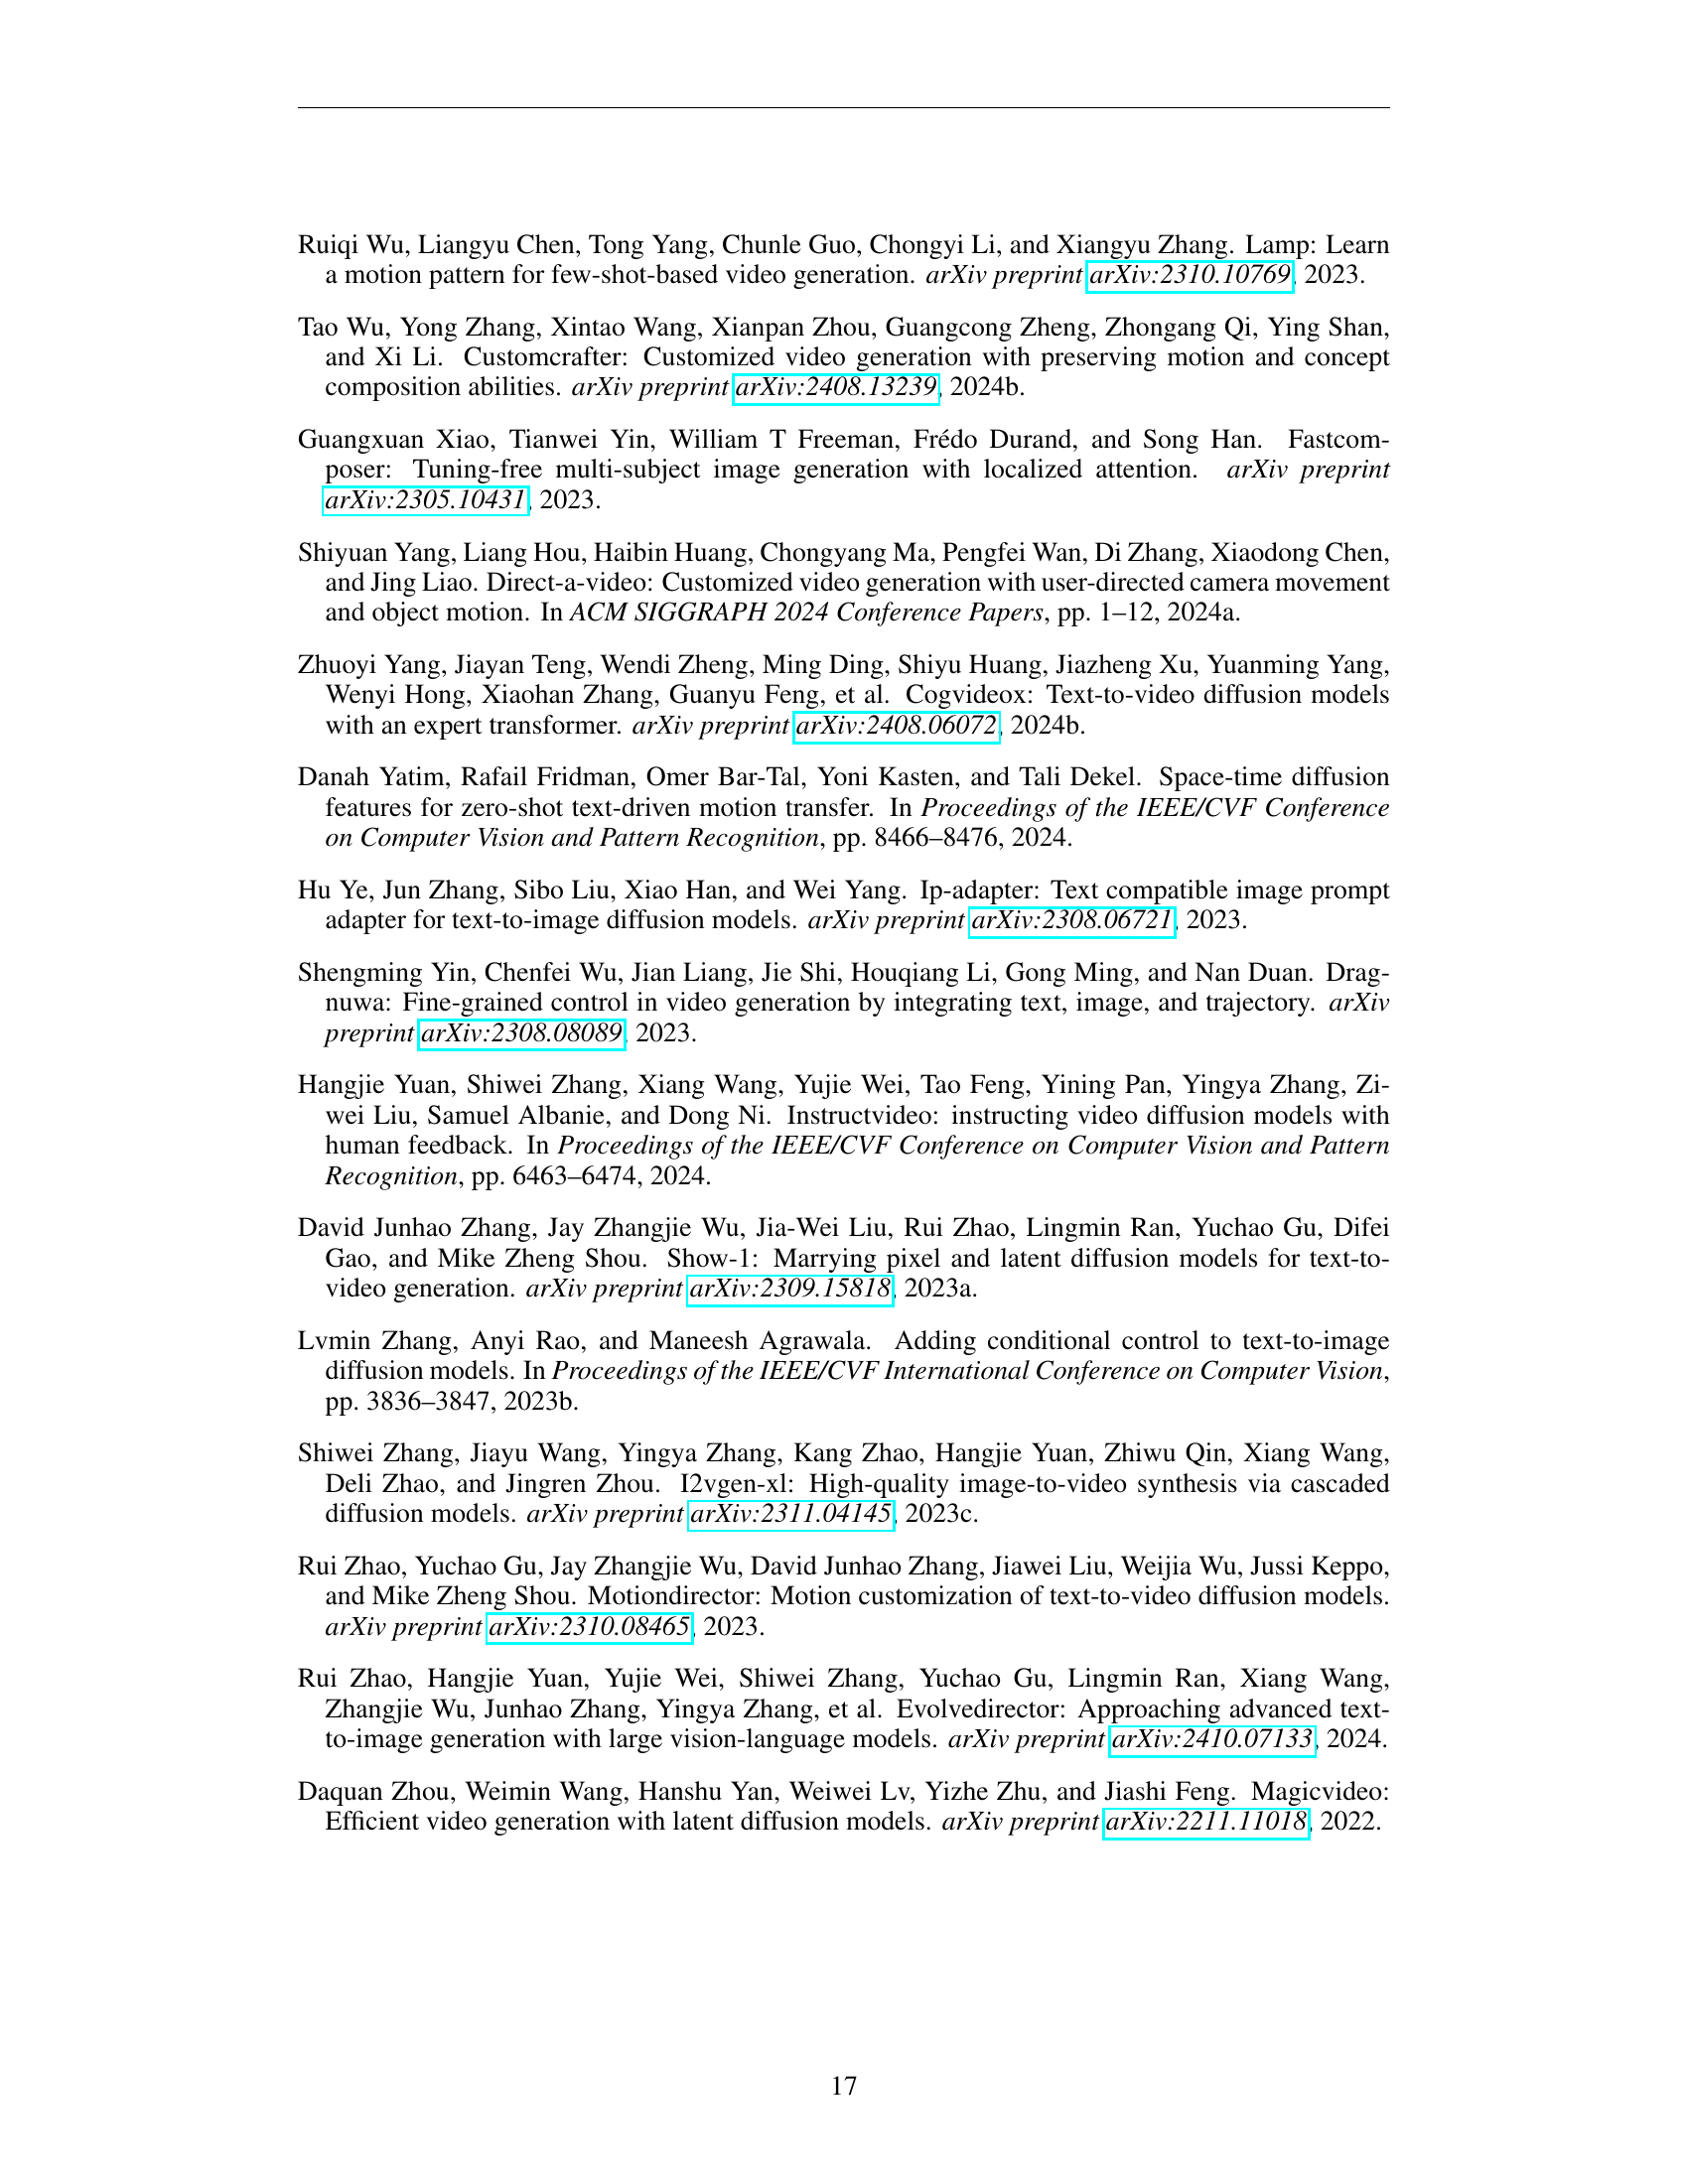 Ruiqi Wu, Liangyu Chen, Tong Yang, Chunle Guo, Chongyi Li, and Xiangyu Zhang. Lamp: Learn
a motion pattern for few-shot-based video generation. arXiv preprint arXiv:2310.10769, 2023.
Tao Wu, Yong Zhang, Xintao Wang, Xianpan Zhou, Guangcong Zheng, Zhongang Qi, Ying Shan,
and Xi Li. Customcrafter: Customized video generation with preserving motion and concept
composition abilities. arXiv preprint arXiv:2408.13239, 2024b.
Guangxuan Xiao, Tianwei Yin, William T Freeman, Frédo Durand, and Song Han. Fastcom-
poser: Tuning-free multi-subject image generation with localized attention. arXiv preprint
arXiv:2305.10431, 2023.
Shiyuan Yang, Liang Hou, Haibin Huang, Chongyang Ma, Pengfei Wan, Di Zhang, Xiaodong Chen,
and Jing Liao. Direct-a-video: Customized video generation with user-directed camera movement
and object motion. In ACM SIGGRAPH 2024 Conference Papers, pp. 1–12, 2024a.
Zhuoyi Yang, Jiayan Teng, Wendi Zheng, Ming Ding, Shiyu Huang, Jiazheng Xu, Yuanming Yang,
Wenyi Hong, Xiaohan Zhang, Guanyu Feng, et al. Cogvideox: Text-to-video diffusion models
with an expert transformer. arXiv preprint arXiv:2408.06072, 2024b.
Danah Yatim, Rafail Fridman, Omer Bar-Tal, Yoni Kasten, and Tali Dekel. Space-time diffusion
features for zero-shot text-driven motion transfer. In Proceedings of the IEEE/CVF Conference
on Computer Vision and Pattern Recognition, pp. 8466–8476, 2024.
Hu Ye, Jun Zhang, Sibo Liu, Xiao Han, and Wei Yang. Ip-adapter: Text compatible image prompt
adapter for text-to-image diffusion models. arXiv preprint arXiv:2308.06721, 2023.
Shengming Yin, Chenfei Wu, Jian Liang, Jie Shi, Houqiang Li, Gong Ming, and Nan Duan. Drag-
nuwa: Fine-grained control in video generation by integrating text, image, and trajectory. arXiv
preprint arXiv:2308.08089, 2023.
Hangjie Yuan, Shiwei Zhang, Xiang Wang, Yujie Wei, Tao Feng, Yining Pan, Yingya Zhang, Zi-
wei Liu, Samuel Albanie, and Dong Ni. Instructvideo: instructing video diffusion models with
human feedback. In Proceedings of the IEEE/CVF Conference on Computer Vision and Pattern
Recognition, pp. 6463–6474, 2024.
David Junhao Zhang, Jay Zhangjie Wu, Jia-Wei Liu, Rui Zhao, Lingmin Ran, Yuchao Gu, Difei
Gao, and Mike Zheng Shou. Show-1: Marrying pixel and latent diffusion models for text-to-
video generation. arXiv preprint arXiv:2309.15818, 2023a.
Lvmin Zhang, Anyi Rao, and Maneesh Agrawala. Adding conditional control to text-to-image
diffusion models. In Proceedings of the IEEE/CVF International Conference on Computer Vision,
pp. 3836–3847, 2023b.
Shiwei Zhang, Jiayu Wang, Yingya Zhang, Kang Zhao, Hangjie Yuan, Zhiwu Qin, Xiang Wang,
Deli Zhao, and Jingren Zhou. I2vgen-xl: High-quality image-to-video synthesis via cascaded
diffusion models. arXiv preprint arXiv:2311.04145, 2023c.
Rui Zhao, Yuchao Gu, Jay Zhangjie Wu, David Junhao Zhang, Jiawei Liu, Weijia Wu, Jussi Keppo,
and Mike Zheng Shou. Motiondirector: Motion customization of text-to-video diffusion models.
arXiv preprint arXiv:2310.08465, 2023.
Rui Zhao, Hangjie Yuan, Yujie Wei, Shiwei Zhang, Yuchao Gu, Lingmin Ran, Xiang Wang,
Zhangjie Wu, Junhao Zhang, Yingya Zhang, et al. Evolvedirector: Approaching advanced text-
to-image generation with large vision-language models. arXiv preprint arXiv:2410.07133, 2024.
Daquan Zhou, Weimin Wang, Hanshu Yan, Weiwei Lv, Yizhe Zhu, and Jiashi Feng. Magicvideo:
Efficient video generation with latent diffusion models. arXiv preprint arXiv:2211.11018, 2022.
17